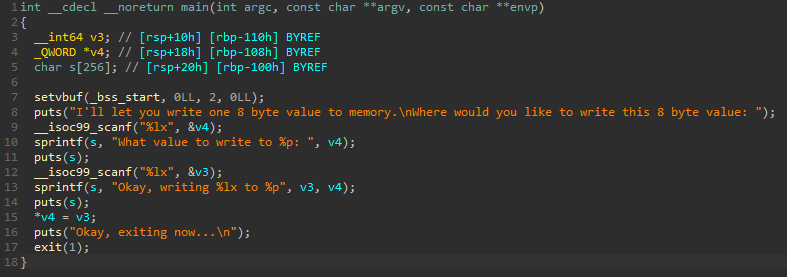 1 int __cdecl __noreturn main(int argc, const char **argv, const char **envp)
2 {
3   __int64 v3; // [rsp+10h] [rbp-110h] BYREF
4   _QWORD *v4; // [rsp+18h] [rbp-108h] BYREF
5   char s[256]; // [rsp+20h] [rbp-100h] BYREF
6
7   setvbuf(_bss_start, 0LL, 2, 0LL);
8   puts("I'll let you write one 8 byte value to memory.\nWhere would you like to write this 8 byte value: ");
9   __isoc99_scanf("%lx", &v4);
10   sprintf(s, "What value to write to %p: ", v4);
11   puts(s);
12   __isoc99_scanf("%lx", &v3);
13   sprintf(s, "Okay, writing %lx to %p", v3, v4);
14   puts(s);
15   *v4 = v3;
16   puts("Okay, exiting now...\n");
17   exit(1);
18 }